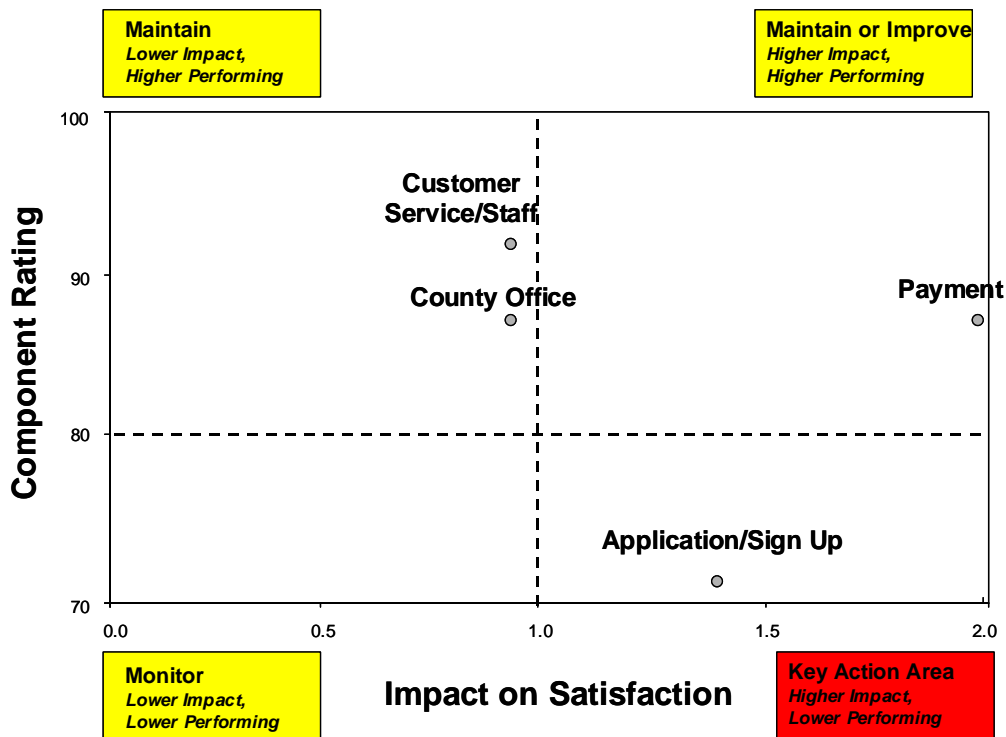 Maintain
Lower Impact,
Higher Performing
Maintain or Improve
Higher Impact,
Higher Performing
Component Rating
100
90
80
70
Customer
Service/Staff
County Office
Payment
Application/Sign Up
0.0
0.5
1.0
1.5
2.0
Monitor
Lower Impact,
Lower Performing
Impact on Satisfaction
Key Action Area
Higher Impact,
Lower Performing